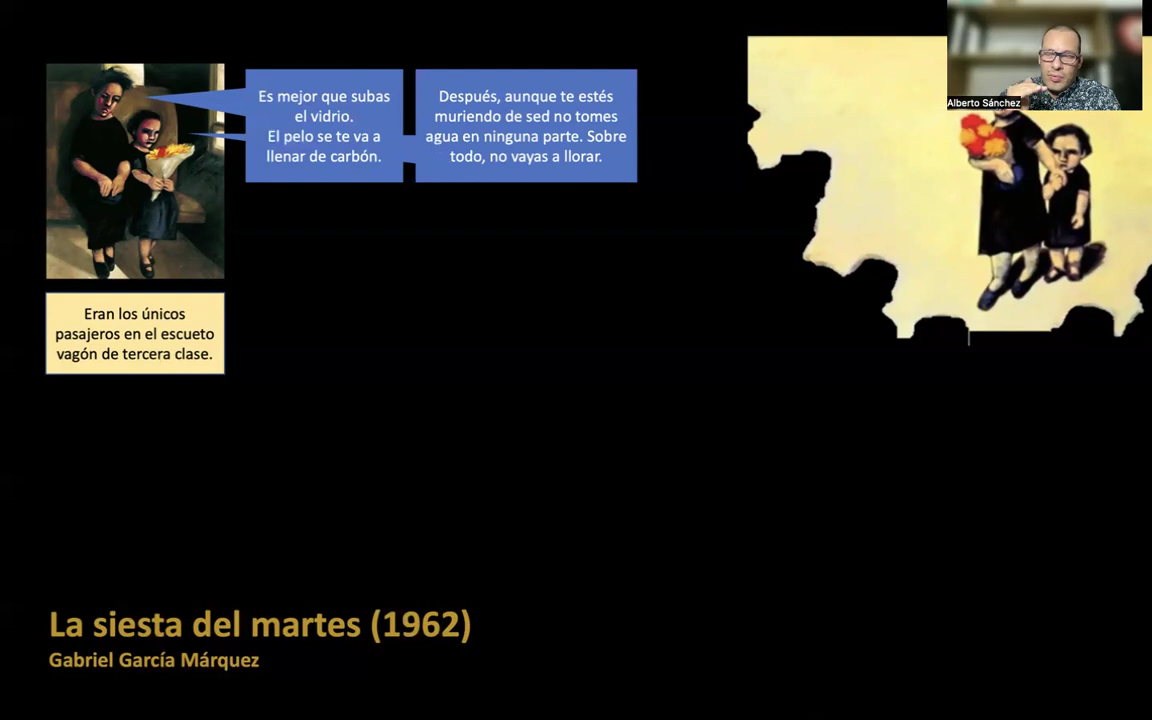 Es mejor que subas
el vidrio.
El pelo se te va a
llenar de carbón.
Después, aunque te estés
muriendo de sed no tomes
agua en ninguna parte. Sobre
todo, no vayas a llorar.
Alberto Sánchez
Eran los únicos
pasajeros en el escueto
vagón de tercera clase.
La siesta del martes (1962)
Gabriel García Márquez